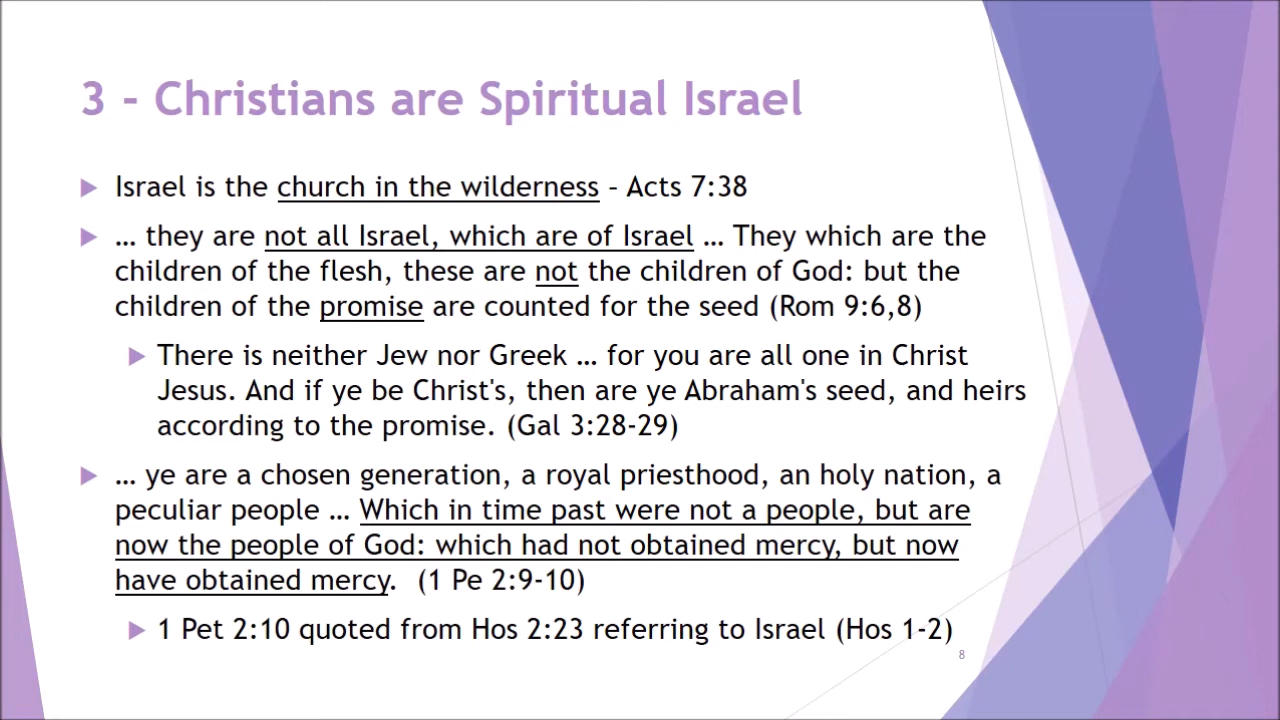 3 - Christians are Spiritual Israel
Israel is the church in the wilderness – Acts 7:38
… they are not all Israel, which are of Israel … They which are the
children of the flesh, these are not the children of God: but the
children of the promise are counted for the seed (Rom 9:6,8)
There is neither Jew nor Greek … for you are all one in Christ
Jesus. And if ye be Christ's, then are ye Abraham's seed, and heirs
according to the promise. (Gal 3:28-29)
… ye are a chosen generation, a royal priesthood, an holy nation, a
peculiar people … Which in time past were not a people, but are
now the people of God: which had not obtained mercy, but now
have obtained mercy. (1 Pe 2:9-10)
1 Pet 2:10 quoted from Hos 2:23 referring to Israel (Hos 1-2)
8